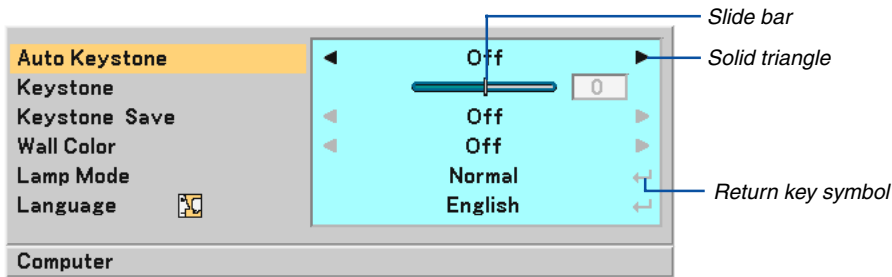 Slide bar
Auto Keystone Off Solid triangle
Keystone 0
Keystone Save Off
Wall Color Off
Lamp Mode Normal
Return key symbol
Language English
Computer